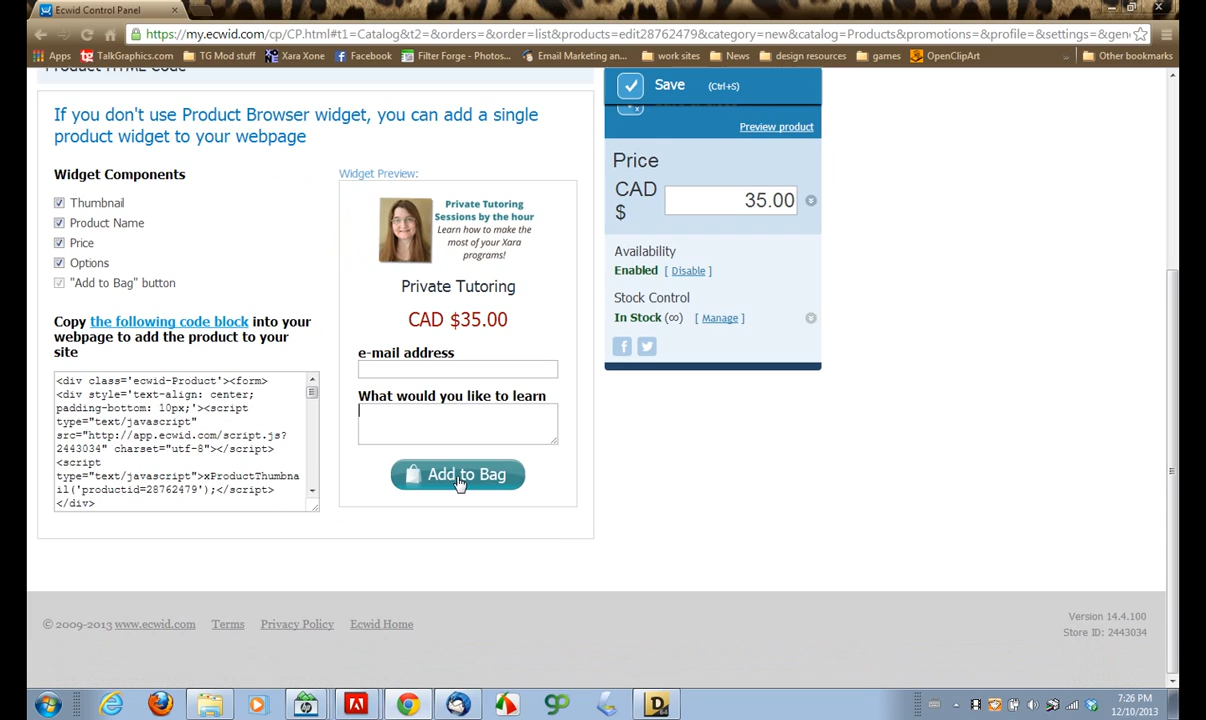 Ecwid Control Panel
https://my.ecwid.com/cp/CP.html#t1=Catalog&t2=&orders=&order=list&products=edit28762479&category=new&catalog=Products&promotions=&profile=&settings=&gen
Apps TalkGraphics.com TG Mod stuff Xara Xone Facebook Filter Forge - Photos... Email Marketing an... work sites News design resources games OpenClipArt Other bookmarks
Product HTML Code
If you don't use Product Browser widget, you can add a single
product widget to your webpage
Widget Components
Thumbnail
Product Name
Price
Options
"Add to Bag" button
Copy the following code block into your
webpage to add the product to your
site
<div class='ecwid-Product'><form>
<div style='text-align: center;
padding-bottom: 10px;'><script
type="text/javascript"
src="http://app.ecwid.com/script.js?
2443034" charset="utf-8"></script>
<script
type="text/javascript">xProductThumbna
il('productid=28762479');</script>
</div>
Widget Preview:
Private Tutoring
Sessions by the hour
Learn how to make the
most of your Xara
programs!
Private Tutoring
CAD $35.00
e-mail address
What would you like to learn
Add to Bag
Save (Ctrl+S)
Preview product
Price
CAD
$
35.00
Availability
Enabled [ Disable ]
Stock Control
In Stock (∞) [ Manage ]
© 2009-2013 www.ecwid.com Terms Privacy Policy Ecwid Home
Version 14.4.100
Store ID: 2443034
7:26 PM
12/10/2013